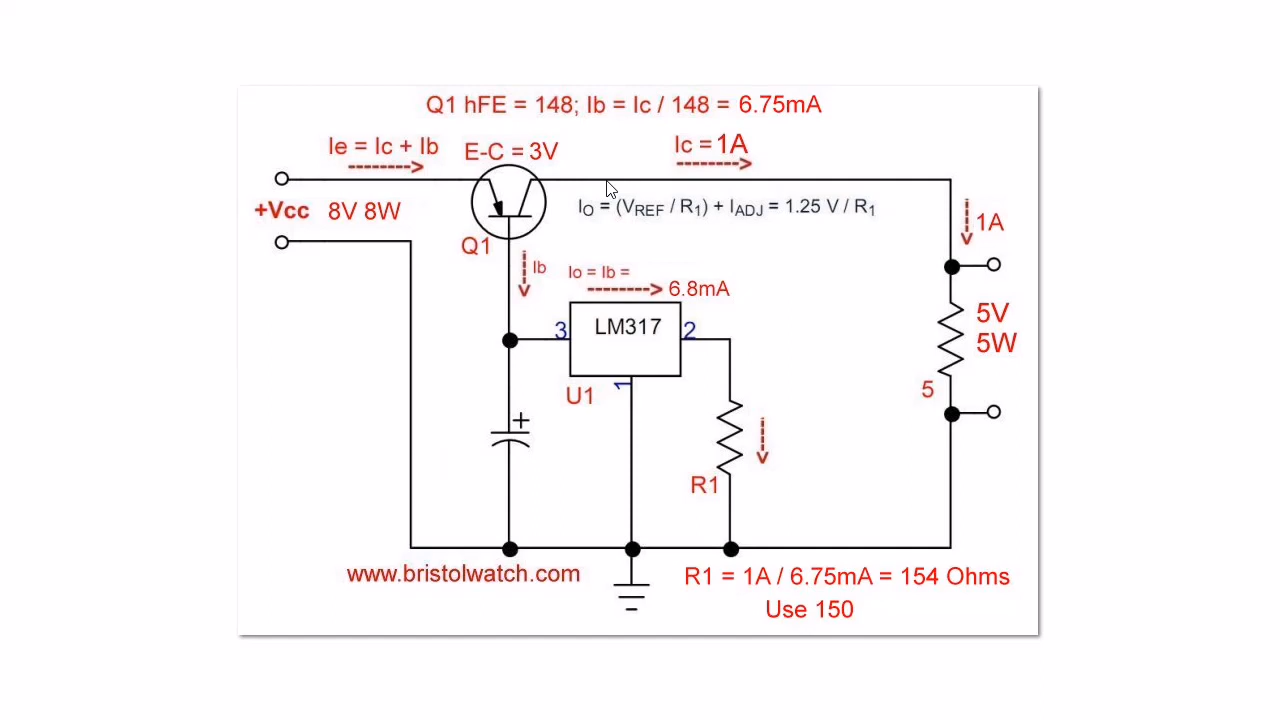 Q1 hFE = 148; Ib = Ic / 148 = 6.75mA
Ie = Ic + Ib
E-C = 3V
Ic = 1A
+Vcc 8V 8W
IO = (VREF / R1) + IADJ = 1.25 V / R1
1A
Q1
Ib
Io = Ib =
6.8mA
3
LM317
2
5V
5W
1
U1
5
+
R1
www.bristolwatch.com
R1 = 1A / 6.75mA = 154 Ohms
Use 150